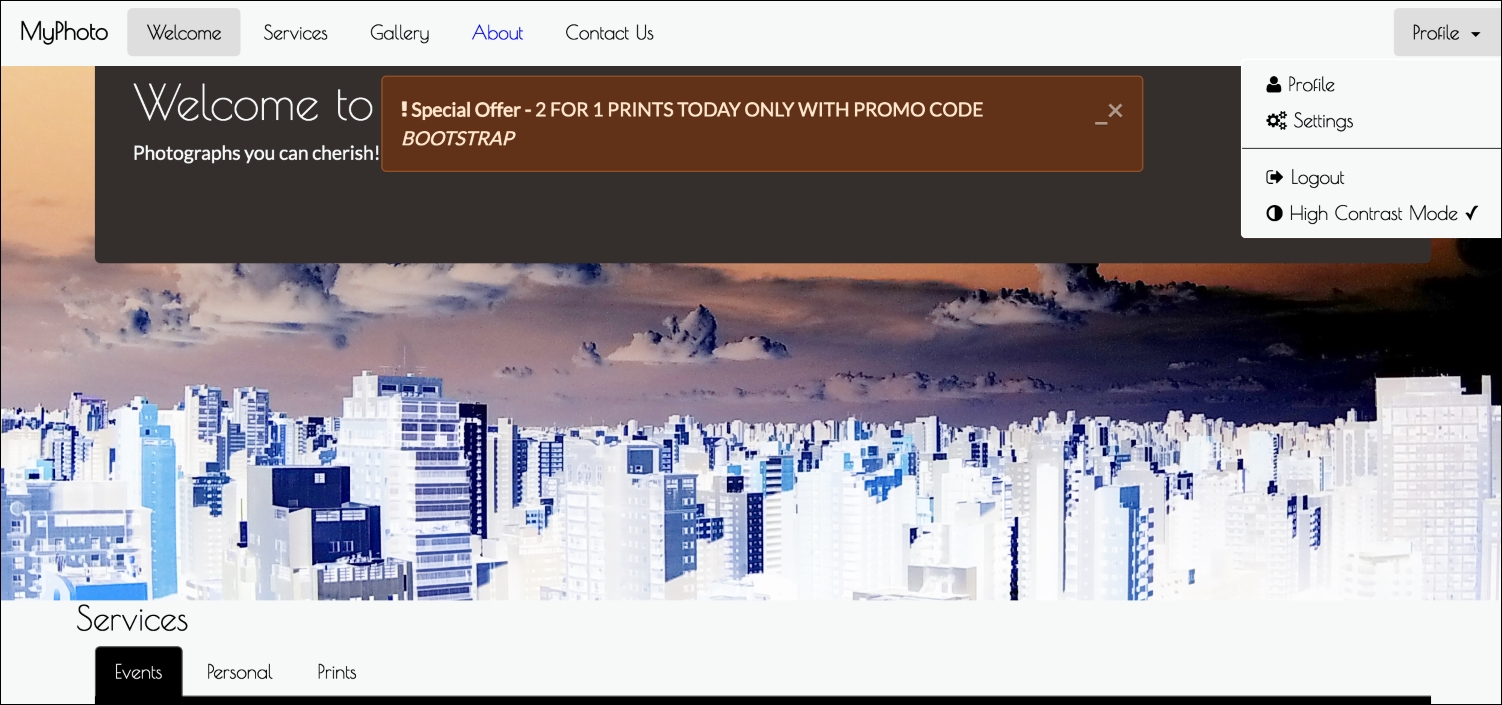 MyPhoto Welcome Services Gallery About Contact Us Profile
Profile
Settings
Logout
High Contrast Mode ✓
Welcome to
Photographs you can cherish!
! Special Offer - 2 FOR 1 PRINTS TODAY ONLY WITH PROMO CODE
BOOTSTRAP
_×
Services
Events Personal Prints